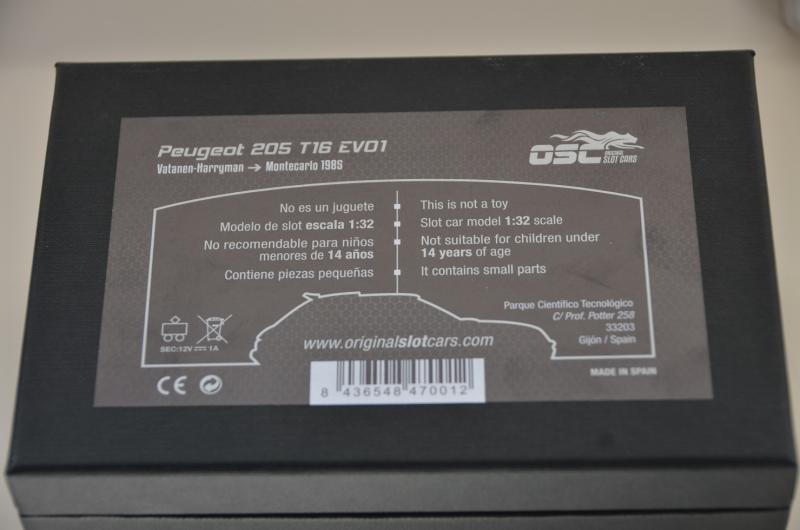 Peugeot 205 T16 EVO1
Vatanen-Harryman → Montecarlo 1985
OSC ORIGINAL SLOT CARS
No es un juguete
Modelo de slot escala 1:32
No recomendable para niños
menores de 14 años
Contiene piezas pequeñas
This is not a toy
Slot car model 1:32 scale
Not suitable for children under
14 years of age
It contains small parts
Parque Científico Tecnológico
C/ Prof. Potter 258
33203
Gijón / Spain
SEC:12V⎓1A
www.originalslotcars.com
CE
8 436548 470012
MADE IN SPAIN